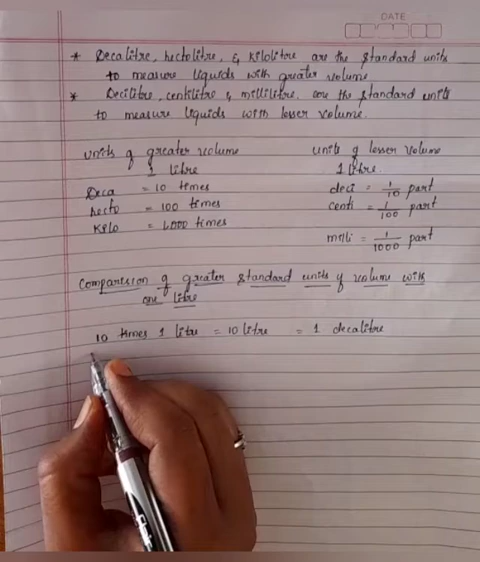 DATE
* Decalitre, hectolitre, & kilolitre are the standard units
to measure liquids with greater volume
* Decilitre, centilitre & millilitre. are the standard units
to measure liquids with lesser volume.
units of greater volume
1 litre
Deca = 10 times
hecto = 100 times
Kilo = 1,000 times
units of lesser volume
1 litre.
deci = 1/10 part
centi = 1/100 part
milli = 1/1000 part
comparision of greater standard units of volume with
one litre
10 times 1 litre = 10 litre = 1 decalitre